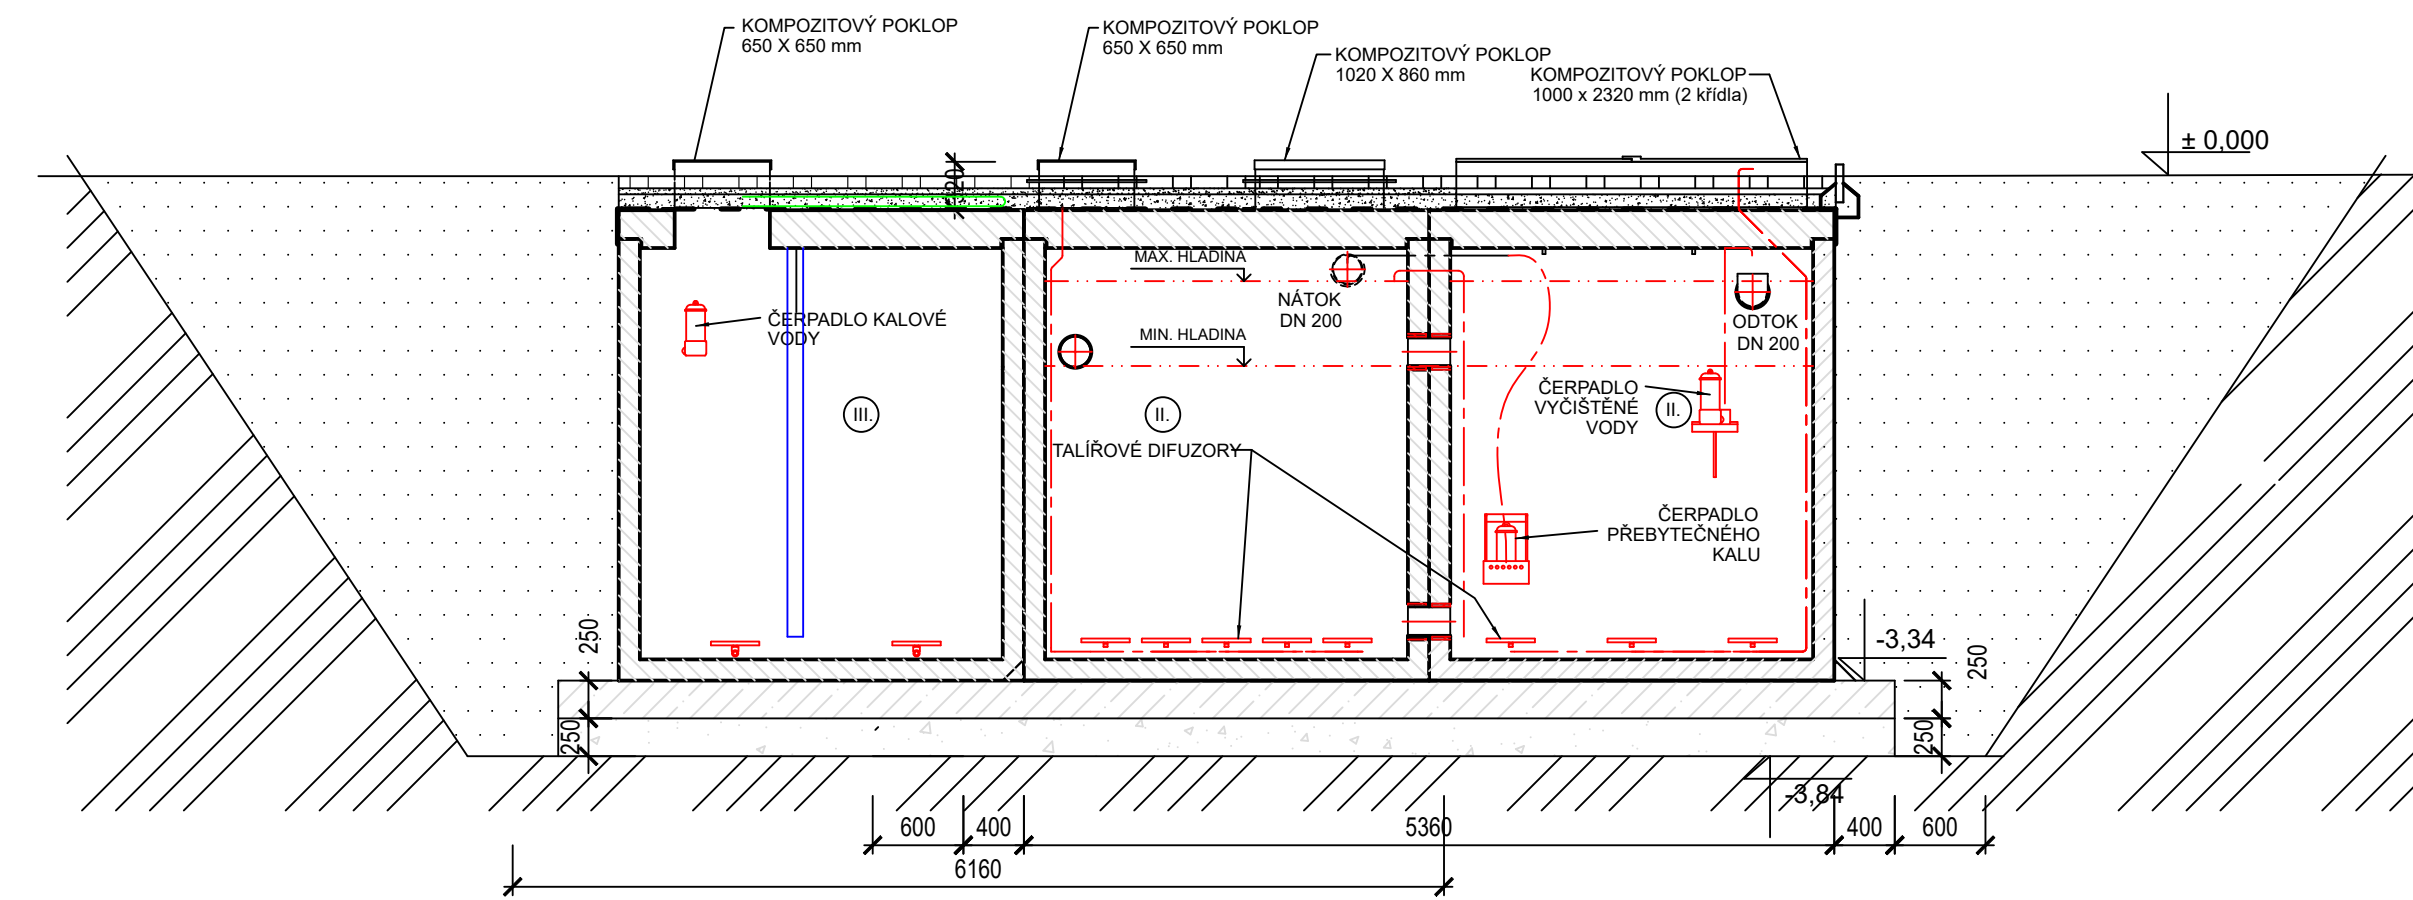 KOMPOZITOVÝ POKLOP
650 X 650 mm
KOMPOZITOVÝ POKLOP
650 X 650 mm
KOMPOZITOVÝ POKLOP
1020 X 860 mm
KOMPOZITOVÝ POKLOP
1000 x 2320 mm (2 křídla)
± 0,000
MAX. HLADINA
NÁTOK
DN 200
MIN. HLADINA
ODTOK
DN 200
ČERPADLO KALOVÉ
VODY
III.
II.
ČERPADLO
VYČIŠTĚNÉ
VODY
II.
TALÍŘOVÉ DIFUZORY
ČERPADLO
PŘEBYTEČNÉHO
KALU
250
250
-3,34
250
250
-3,84
600
400
5360
400
600
6160